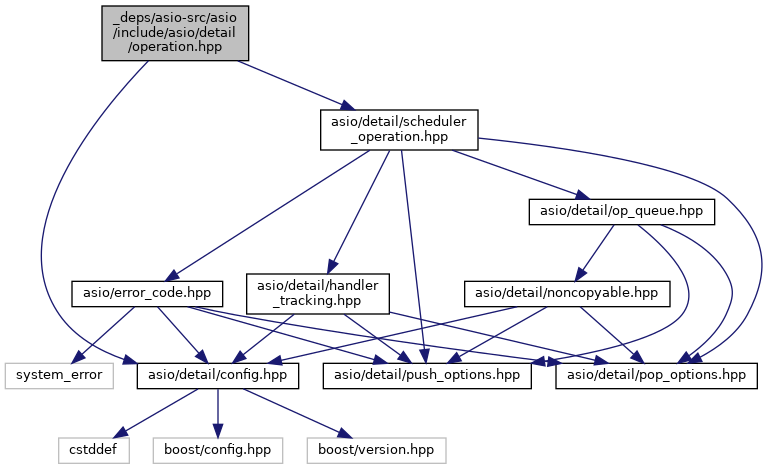 _deps/asio-src/asio
/include/asio/detail
/operation.hpp
asio/detail/scheduler
_operation.hpp
asio/detail/op_queue.hpp
asio/error_code.hpp
asio/detail/handler
_tracking.hpp
asio/detail/noncopyable.hpp
system_error
asio/detail/config.hpp
asio/detail/push_options.hpp
asio/detail/pop_options.hpp
cstddef
boost/config.hpp
boost/version.hpp